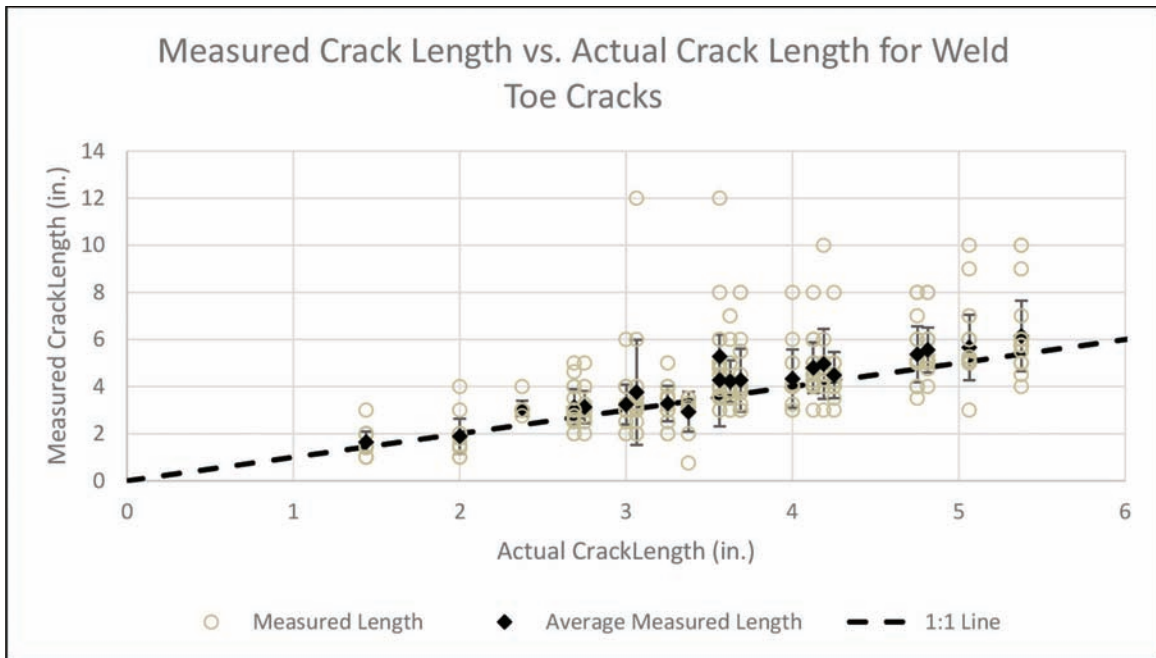 Measured Crack Length vs. Actual Crack Length for Weld
Toe Cracks
Measured CrackLength (in.)
14
12
10
8
6
4
2
0
0 1 2 3 4 5 6
Actual CrackLength (in.)
Measured Length Average Measured Length 1:1 Line